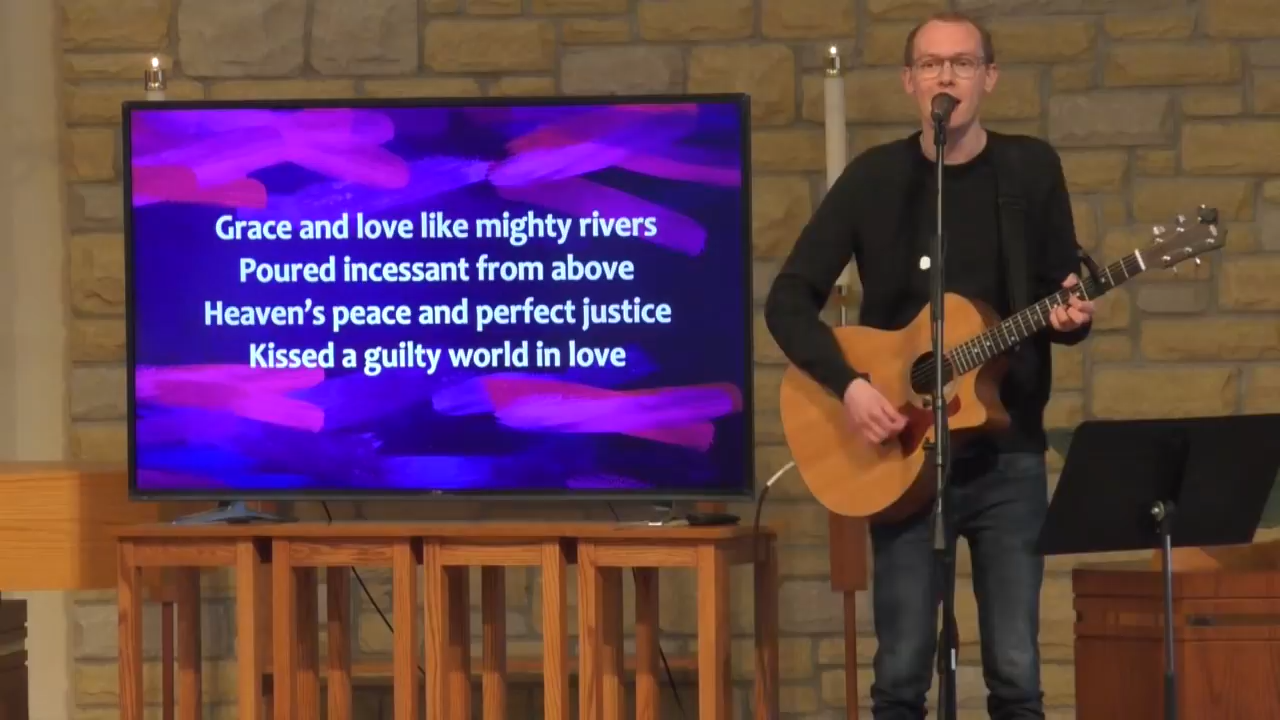 Grace and love like mighty rivers
Poured incessant from above
Heaven’s peace and perfect justice
Kissed a guilty world in love